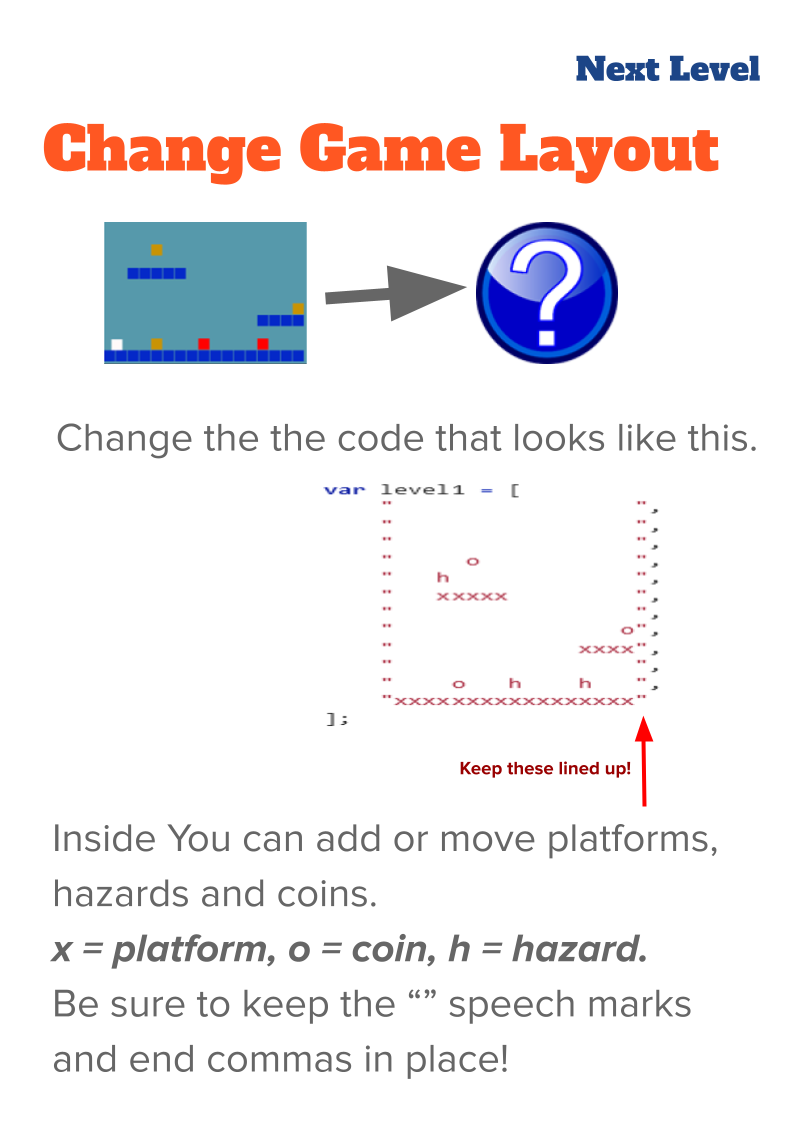 Next Level
Change Game Layout
?
Change the the code that looks like this.
var level1 = [
"                 ",
"                 ",
"                 ",
"     o           ",
"   h             ",
"   xxxxx         ",
"                 ",
"                o",
"             xxxx",
"                 ",
"    o   h    h   ",
"xxxxxxxxxxxxxxxxx"
];
Keep these lined up!
Inside You can add or move platforms,
hazards and coins.
x = platform, o = coin, h = hazard.
Be sure to keep the “” speech marks
and end commas in place!